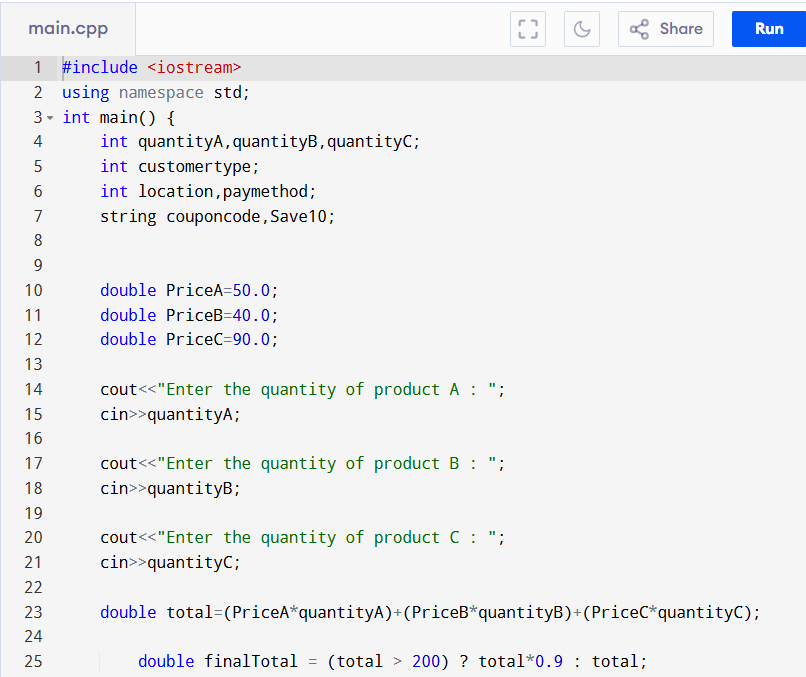 main.cpp Share Run
1 #include <iostream>
2 using namespace std;
3 int main() {
4 int quantityA,quantityB,quantityC;
5 int customertype;
6 int location,paymethod;
7 string couponcode,Save10;
8
9
10 double PriceA=50.0;
11 double PriceB=40.0;
12 double PriceC=90.0;
13
14 cout<<"Enter the quantity of product A : ";
15 cin>>quantityA;
16
17 cout<<"Enter the quantity of product B : ";
18 cin>>quantityB;
19
20 cout<<"Enter the quantity of product C : ";
21 cin>>quantityC;
22
23 double total=(PriceA*quantityA)+(PriceB*quantityB)+(PriceC*quantityC);
24
25 double finalTotal = (total > 200) ? total*0.9 : total;